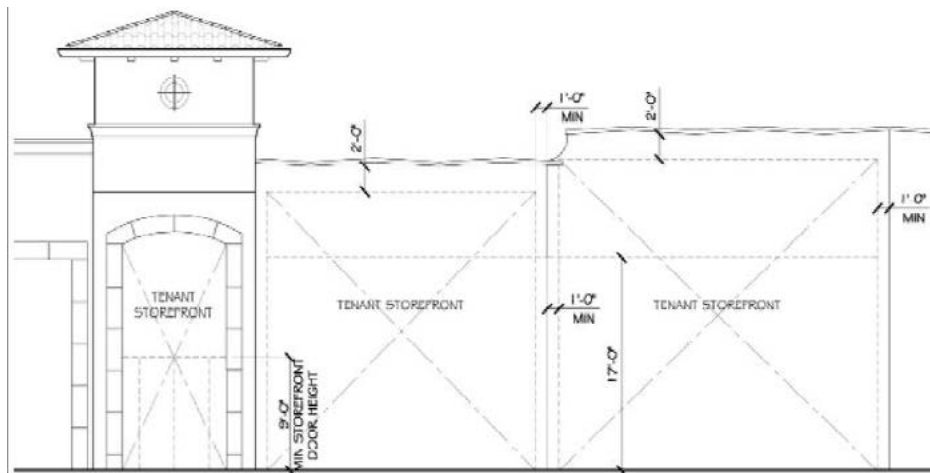 1'-0"
MIN
2'-0"
2'-0"
1' 0"
MIN
TENANT
STOREFRONT
TENANT STOREFRONT
TENANT STOREFRONT
1'-0"
MIN
17'-0"
9'-0"
MIN STOREFRONT
DOOR HEIGHT